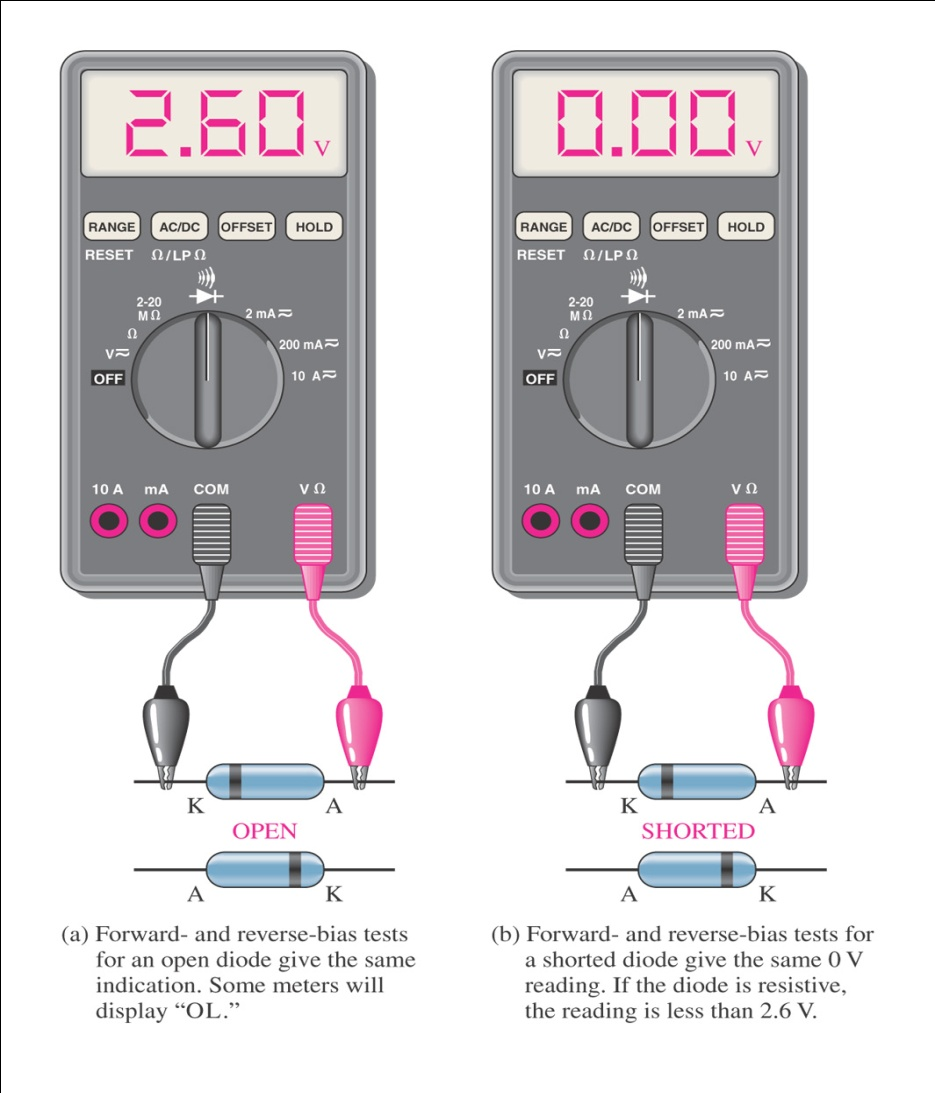 2.60 V
RANGE AC/DC OFFSET HOLD
RESET Ω/LP Ω
2-20
MΩ
Ω
V
OFF
2 mA
200 mA
10 A
10 A mA COM V Ω
K A
OPEN
A K
(a) Forward- and reverse-bias tests
for an open diode give the same
indication. Some meters will
display “OL.”
0.00 V
RANGE AC/DC OFFSET HOLD
RESET Ω/LP Ω
2-20
MΩ
Ω
V
OFF
2 mA
200 mA
10 A
10 A mA COM V Ω
K A
SHORTED
A K
(b) Forward- and reverse-bias tests for
a shorted diode give the same 0 V
reading. If the diode is resistive,
the reading is less than 2.6 V.